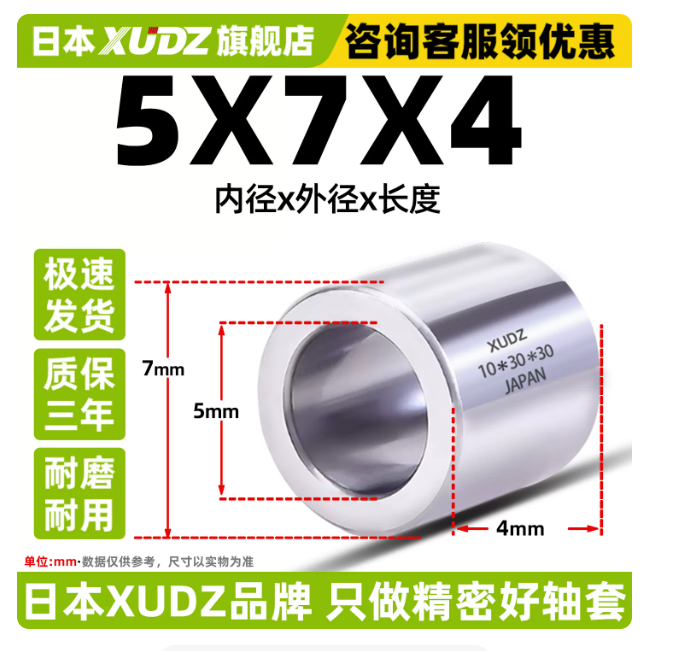 日本XUDZ旗舰店
咨询客服领优惠
5X7X4
内径x外径x长度
极速
发货
质保
三年
耐磨
耐用
7mm
5mm
XUDZ
10*30*30
JAPAN
4mm
单位:mm·数据仅供参考，尺寸以实物为准
日本XUDZ品牌 只做精密好轴套